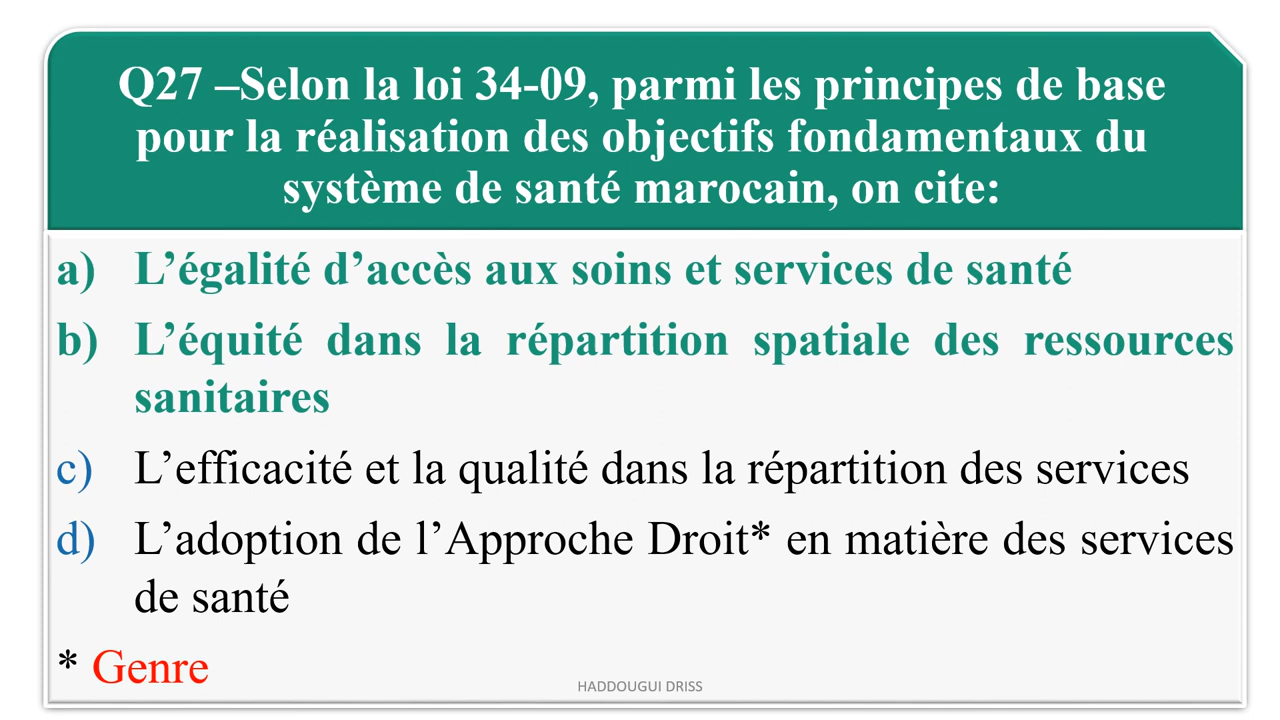 Q27 –Selon la loi 34-09, parmi les principes de base
pour la réalisation des objectifs fondamentaux du
système de santé marocain, on cite:
a) L’égalité d’accès aux soins et services de santé
b) L’équité dans la répartition spatiale des ressources
sanitaires
c) L’efficacité et la qualité dans la répartition des services
d) L’adoption de l’Approche Droit* en matière des services
de santé
* Genre
HADDOUGUI DRISS